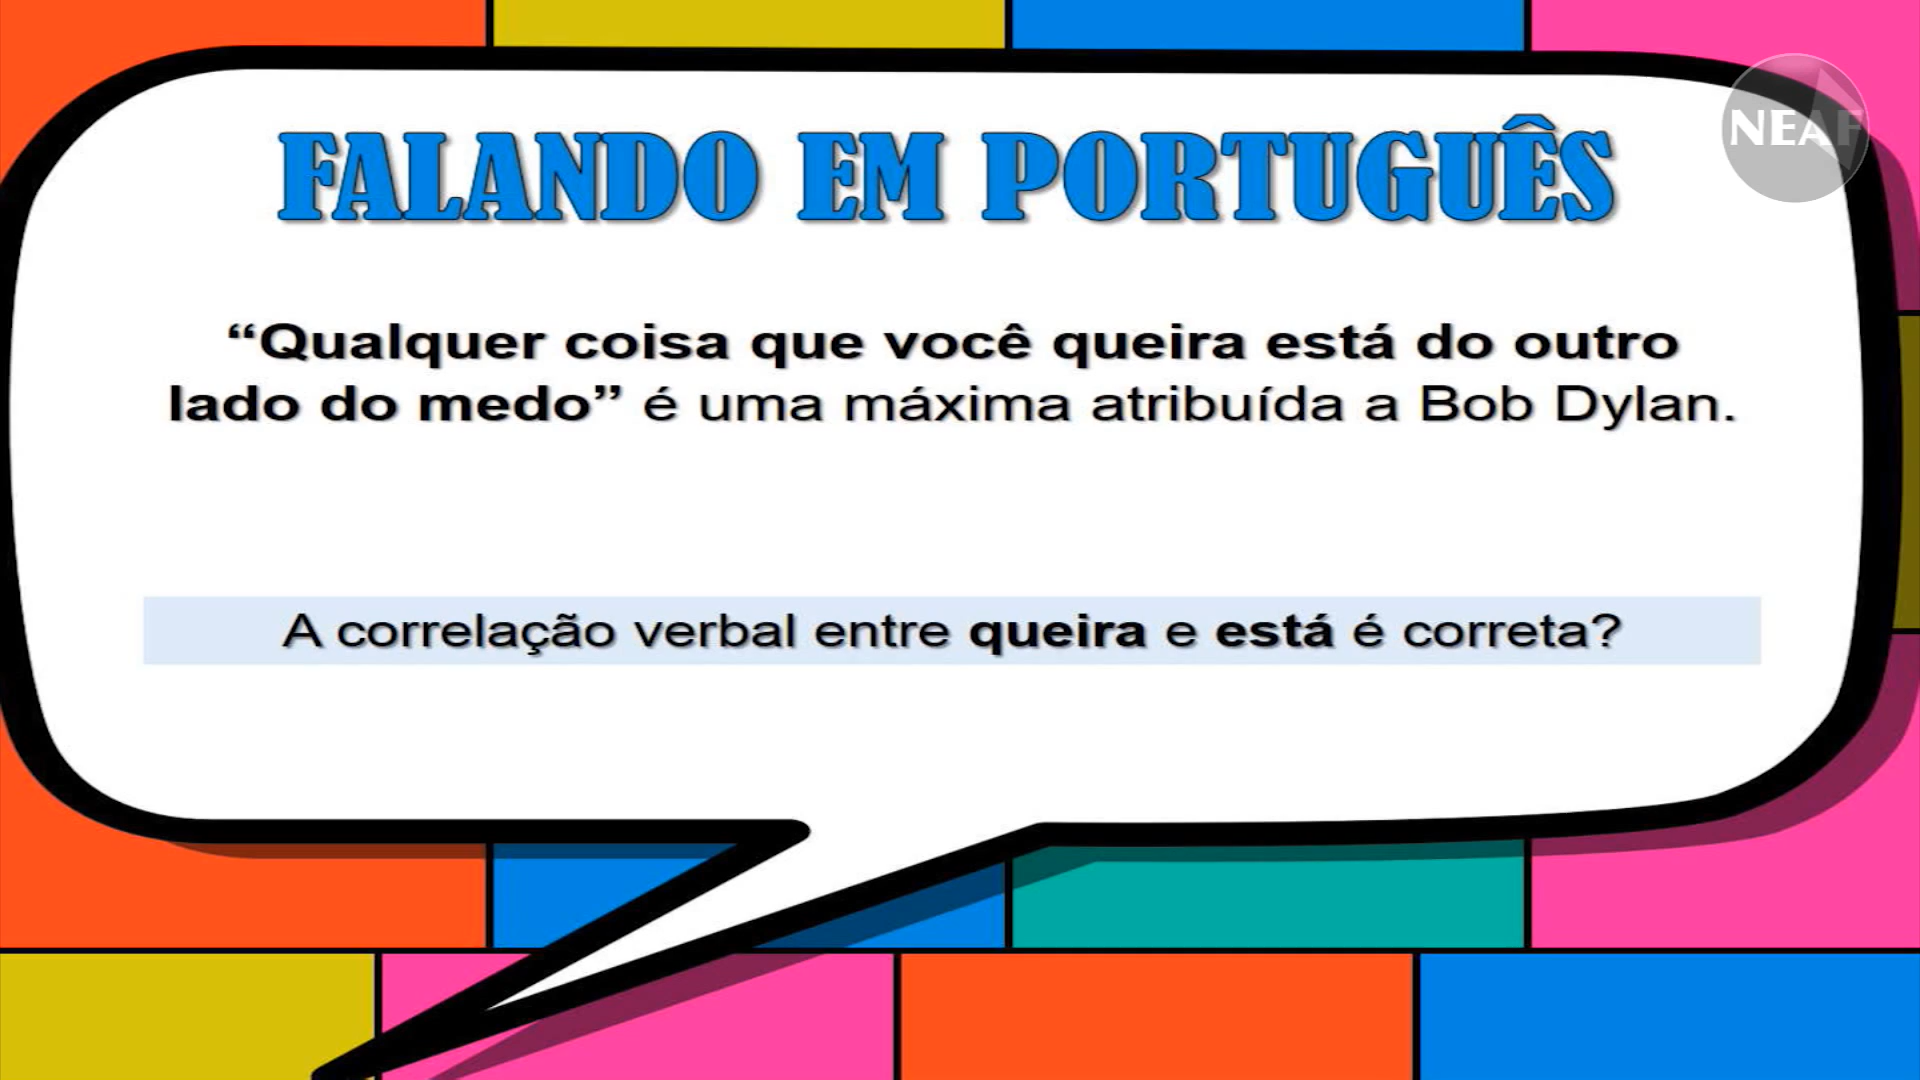 NEAF
FALANDO EM PORTUGUÊS
“Qualquer coisa que você queira está do outro
lado do medo” é uma máxima atribuída a Bob Dylan.
A correlação verbal entre queira e está é correta?